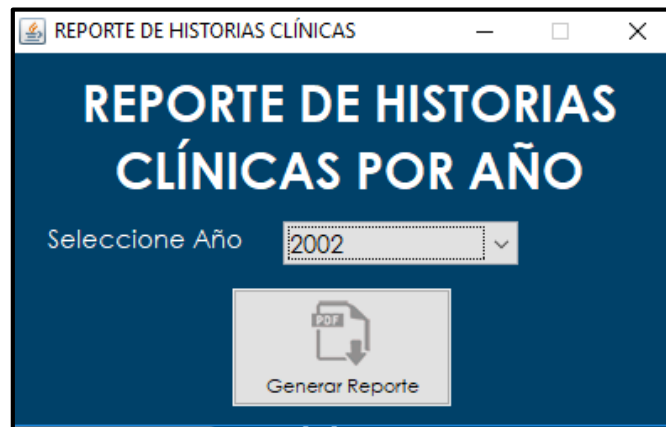 REPORTE DE HISTORIAS CLÍNICAS
REPORTE DE HISTORIAS
CLÍNICAS POR AÑO
Seleccione Año
2002
PDF
Generar Reporte